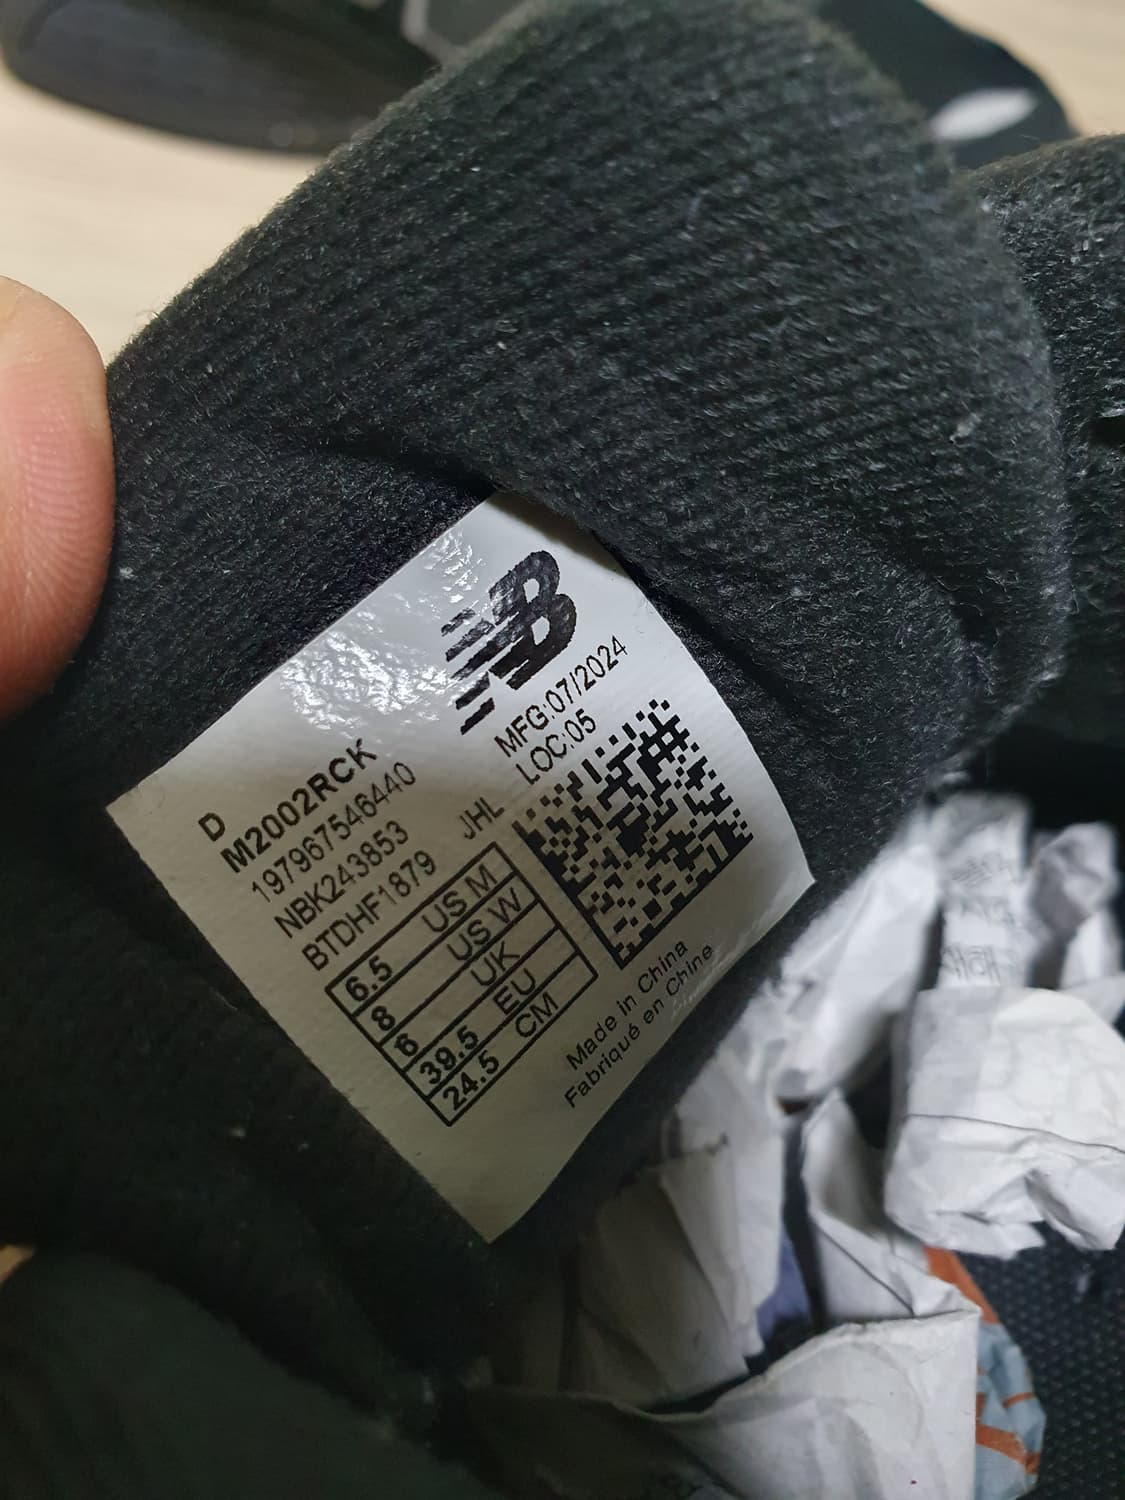 NB
MFG:07/2024
LOC:05
D
M2002RCK
197967546440
NBK243853
BTDHF1879 JHL
6.5 US M
8 US W
6 UK
39.5 EU
24.5 CM
Made in China
Fabriqué en Chine